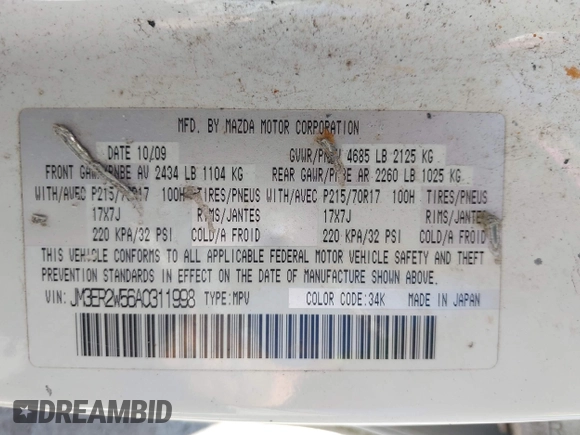 MFD. BY MAZDA MOTOR CORPORATION
DATE 10/09 GVWR/PNBV 4685 LB 2125 KG
FRONT GAWR/PNBE AV 2434 LB 1104 KG REAR GAWR/PNBE AR 2260 LB 1025 KG
WITH/AVEC P215/70R17 100H TIRES/PNEUS WITH/AVEC P215/70R17 100H TIRES/PNEUS
17X7J RIMS/JANTES 17X7J RIMS/JANTES
220 KPA/32 PSI COLD/A FROID 220 KPA/32 PSI COLD/A FROID
THIS VEHICLE CONFORMS TO ALL APPLICABLE FEDERAL MOTOR VEHICLE SAFETY AND THEFT
PREVENTION STANDARDS IN EFFECT ON THE DATE OF MANUFACTURE SHOWN ABOVE.
VIN: JM3ER2W56A0311998 TYPE:MPV COLOR CODE:34K MADE IN JAPAN
DREAMBID